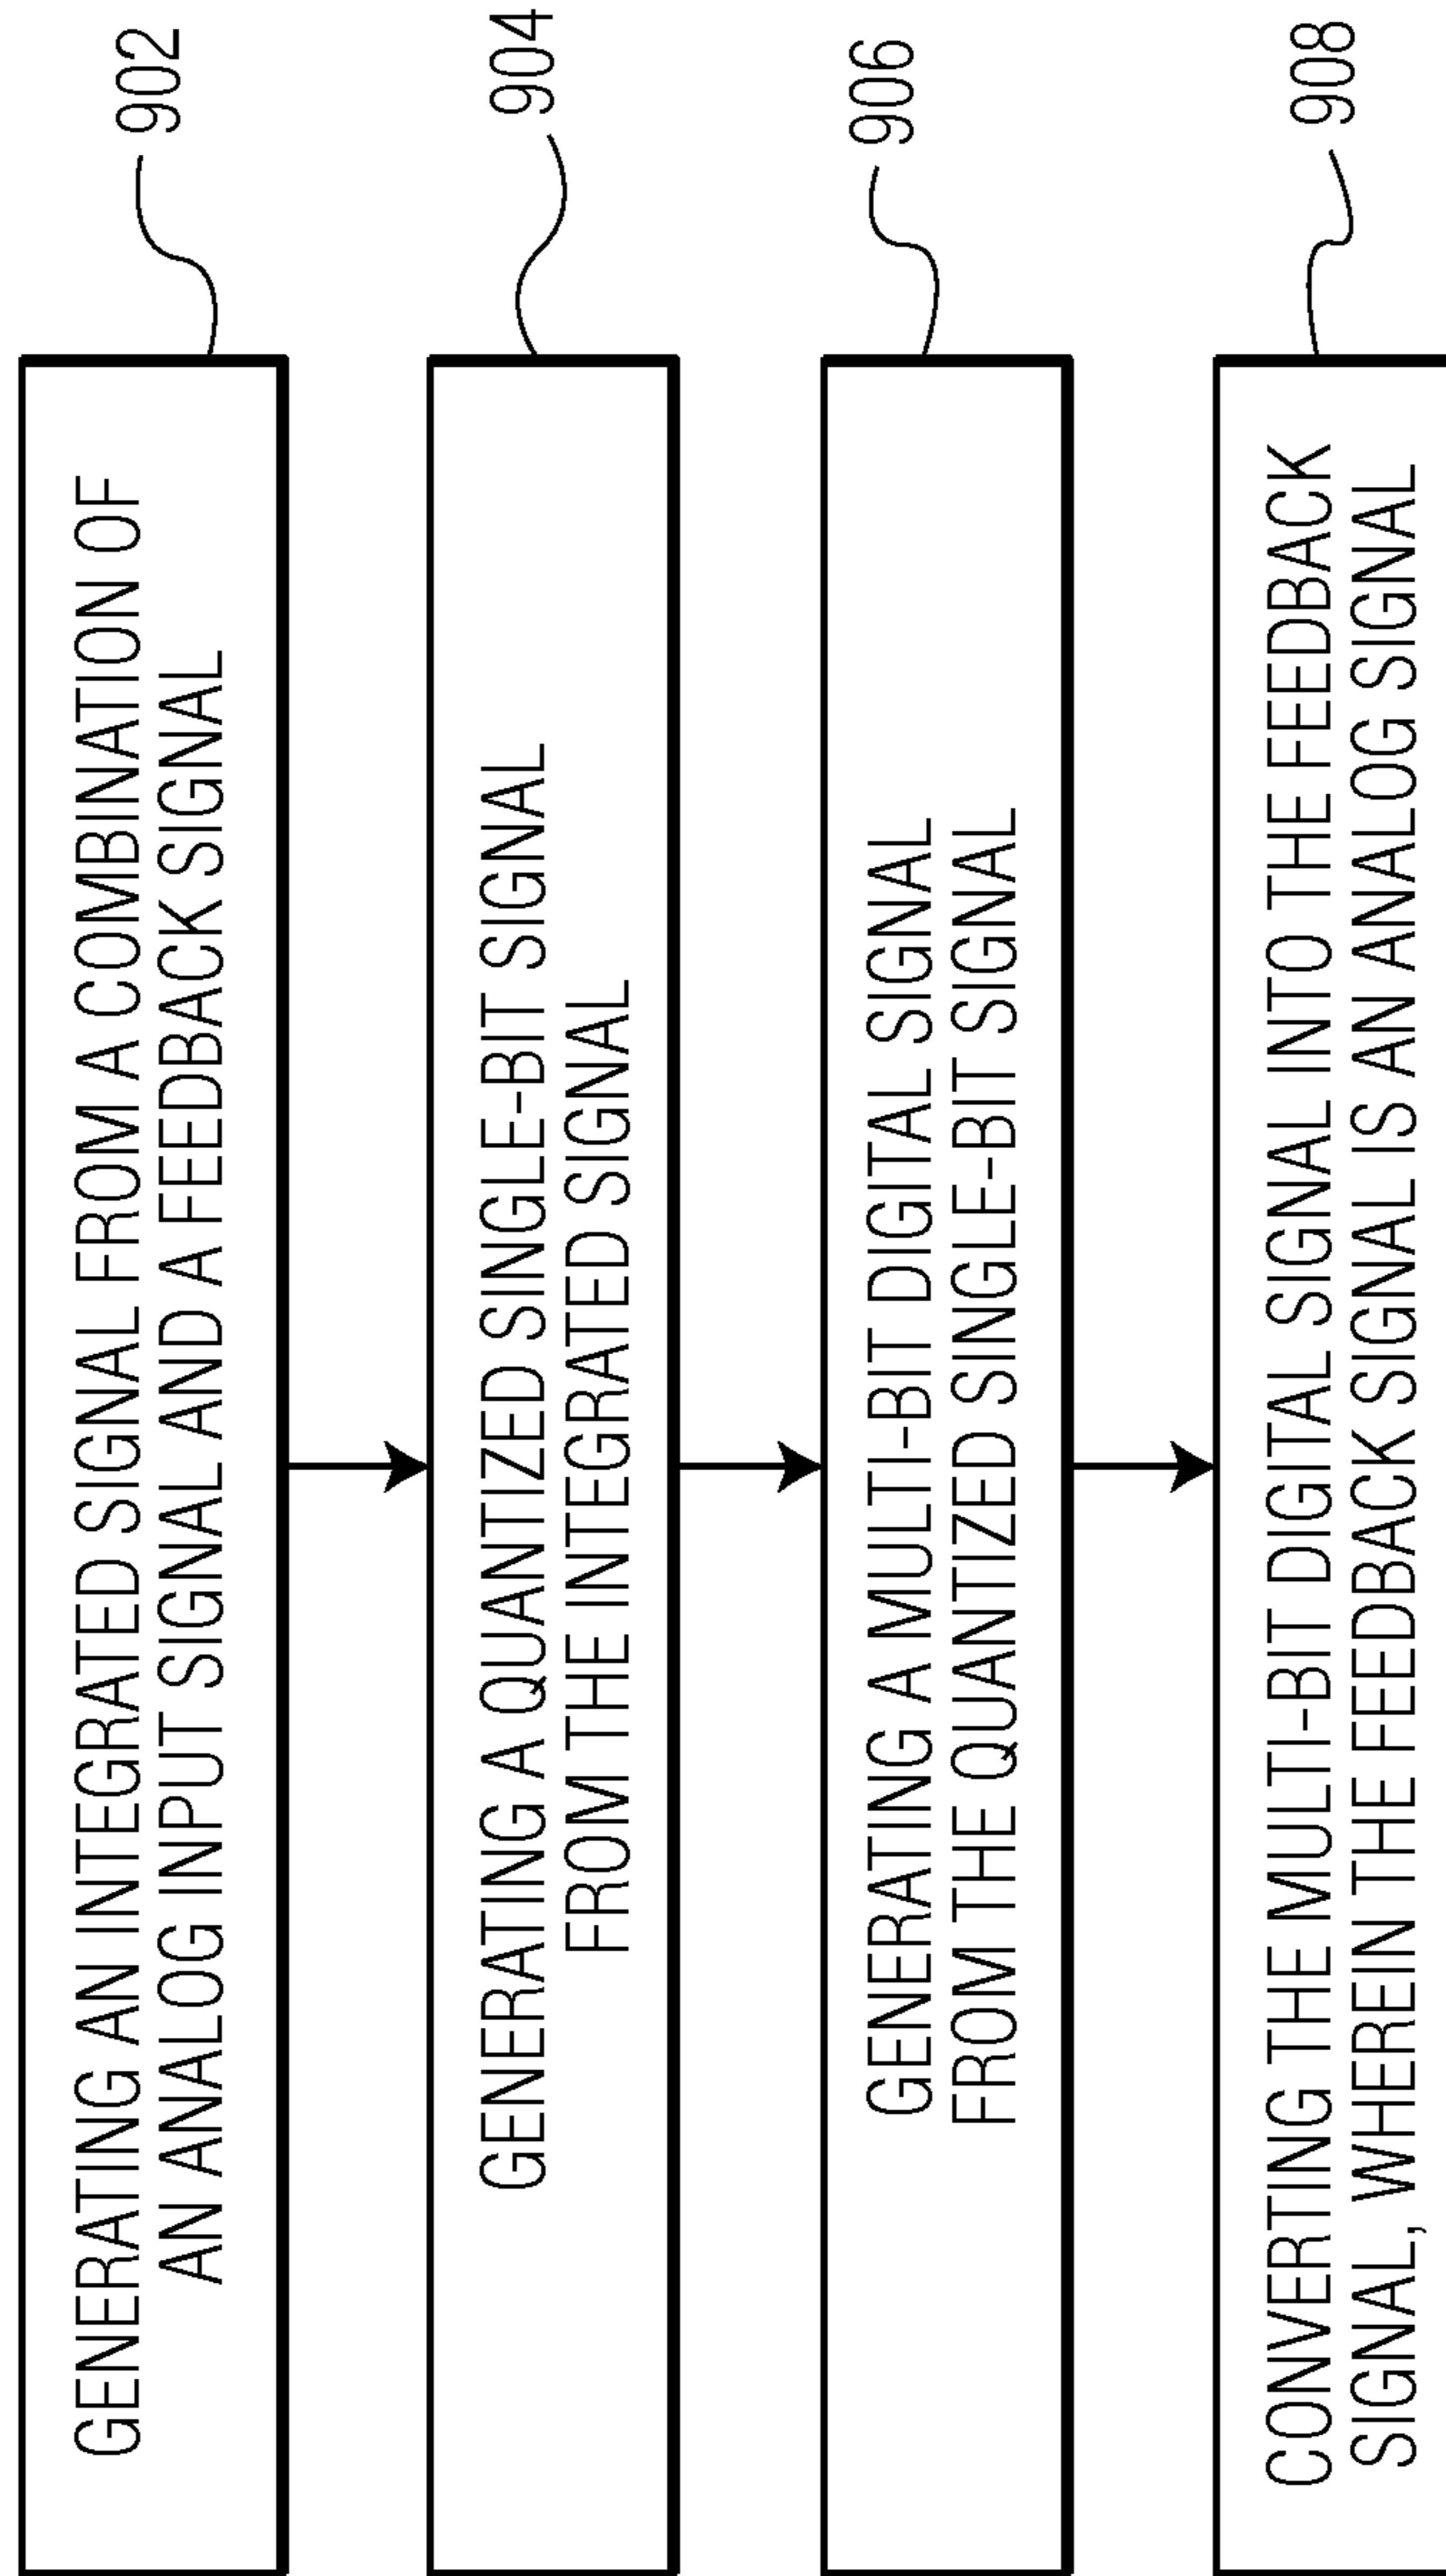 GENERATING AN INTEGRATED SIGNAL FROM A COMBINATION OF
AN ANALOG INPUT SIGNAL AND A FEEDBACK SIGNAL
902
GENERATING A QUANTIZED SINGLE-BIT SIGNAL
FROM THE INTEGRATED SIGNAL
904
GENERATING A MULTI-BIT DIGITAL SIGNAL
FROM THE QUANTIZED SINGLE-BIT SIGNAL
906
CONVERTING THE MULTI-BIT DIGITAL SIGNAL INTO THE FEEDBACK
SIGNAL, WHEREIN THE FEEDBACK SIGNAL IS AN ANALOG SIGNAL
908